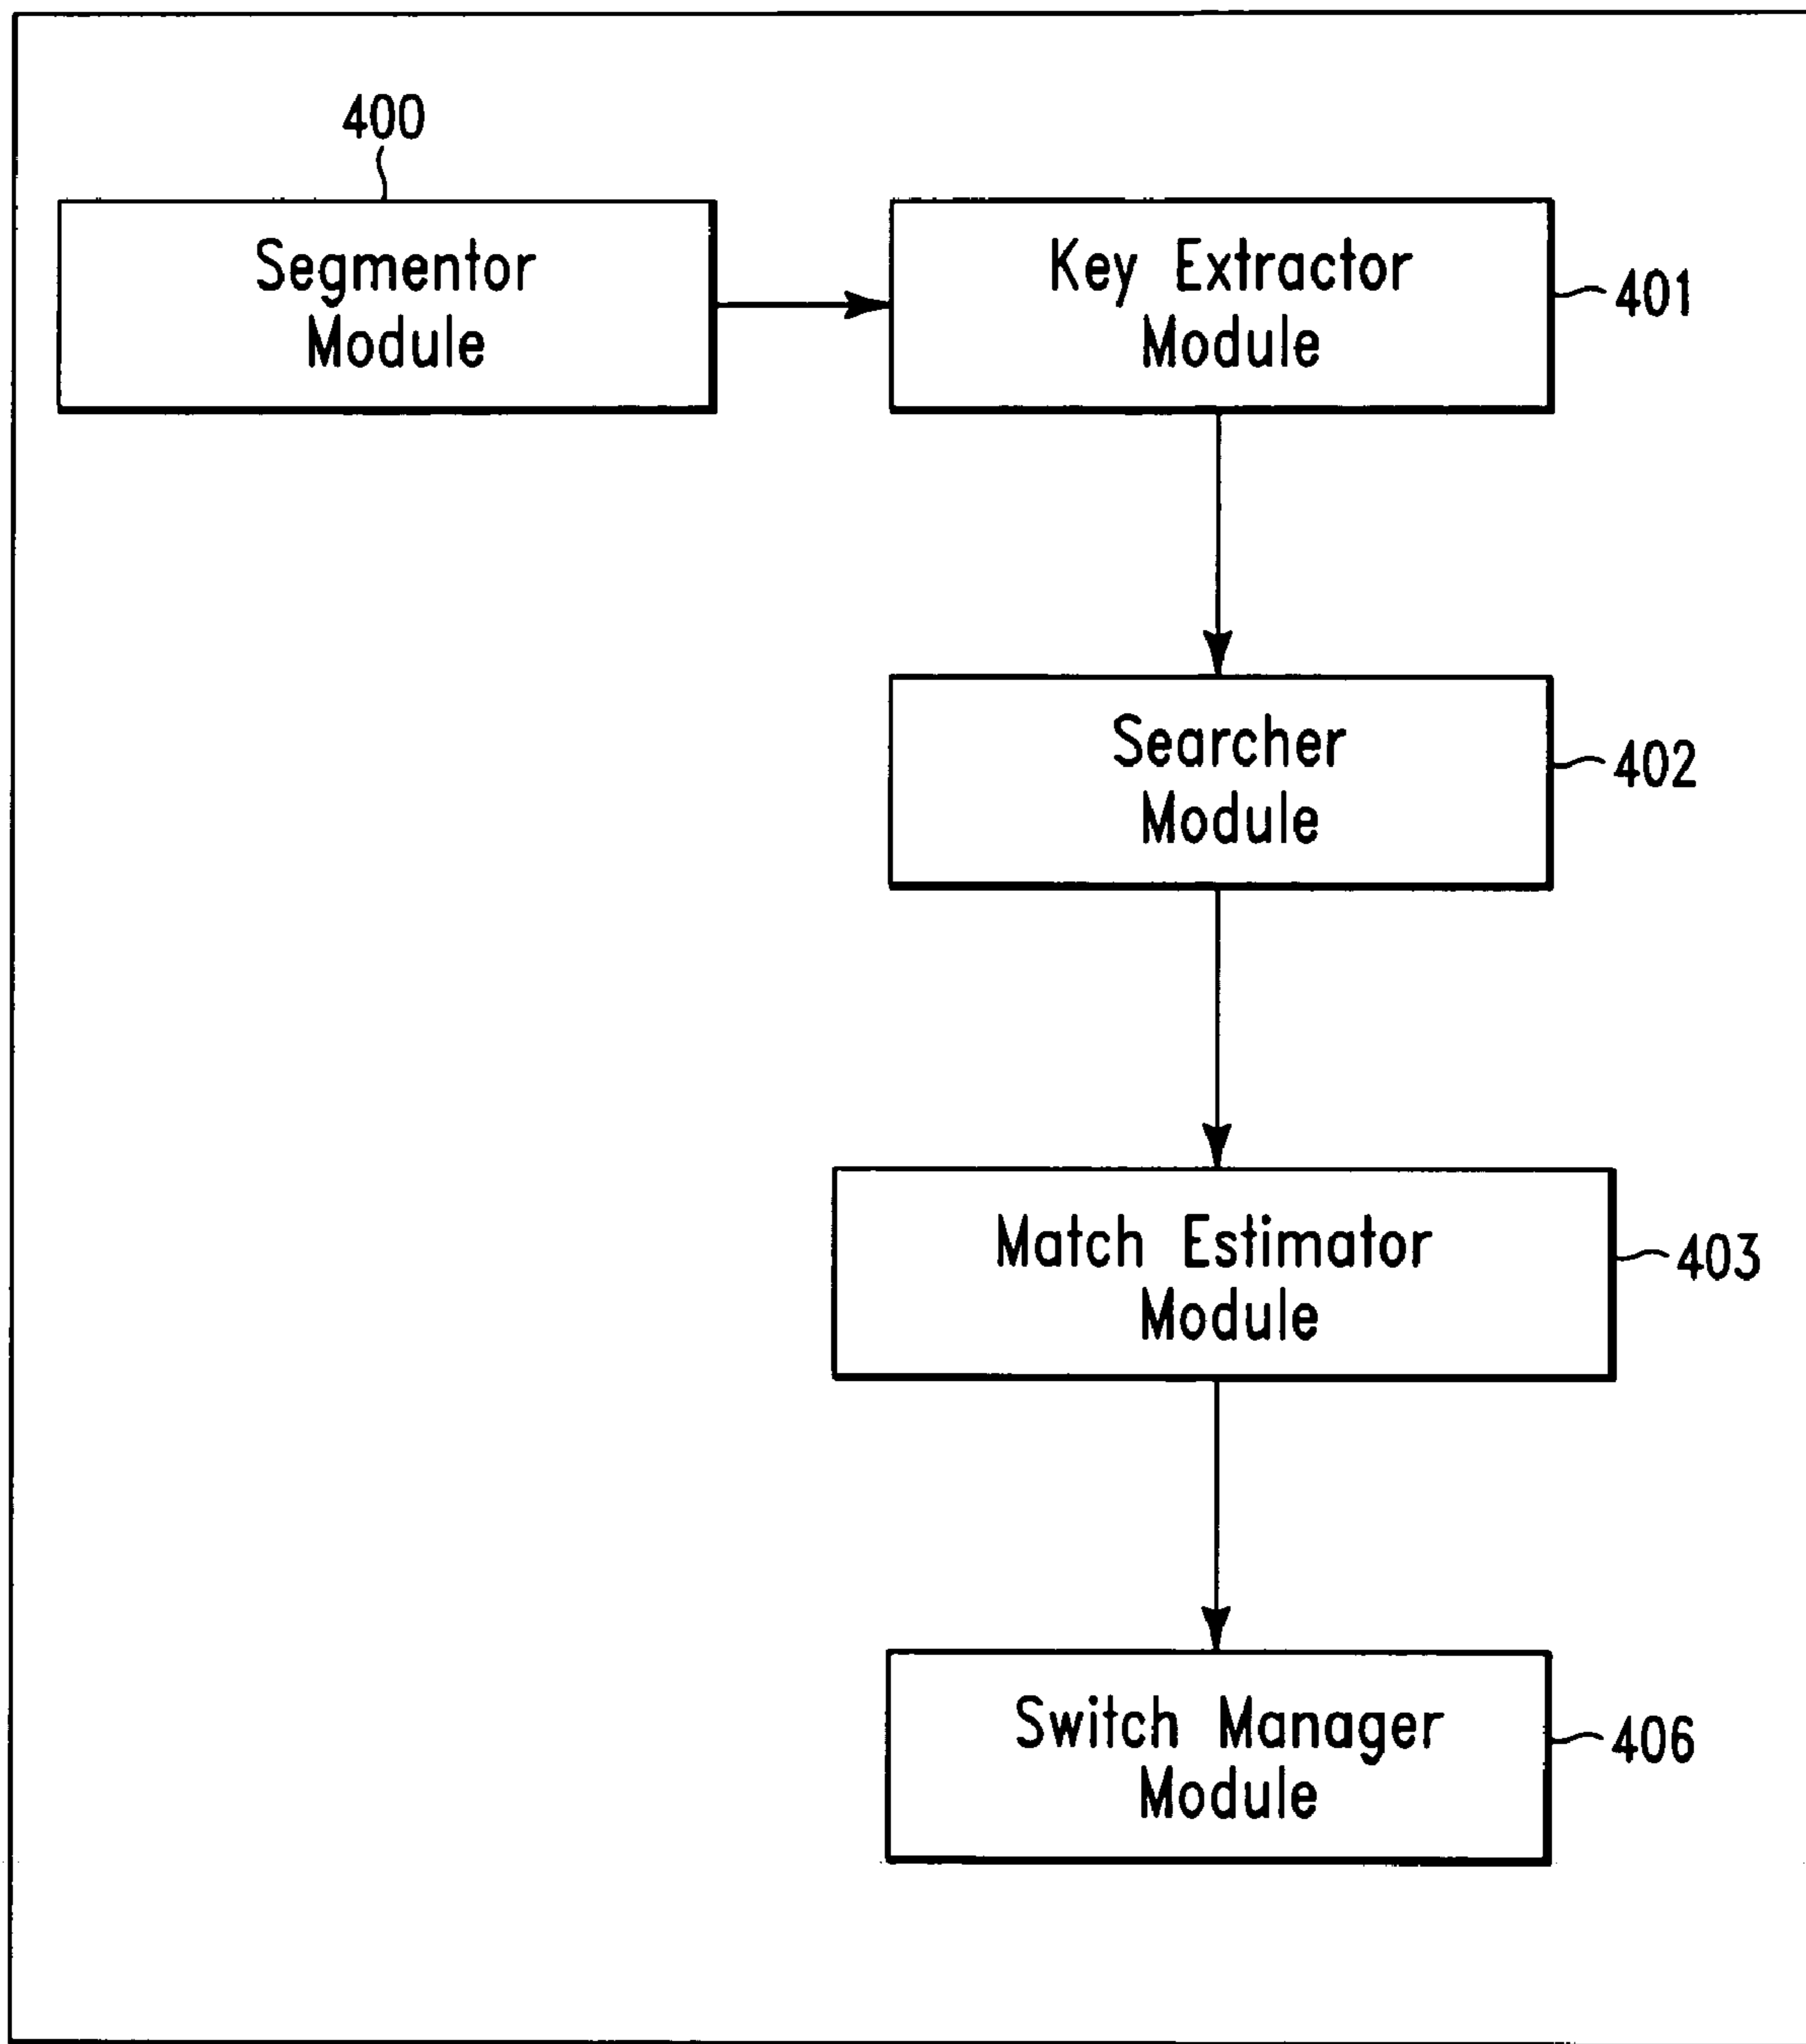 400
Segmentor
Module
Key Extractor
Module
401
Searcher
Module
402
Match Estimator
Module
403
Switch Manager
Module
406